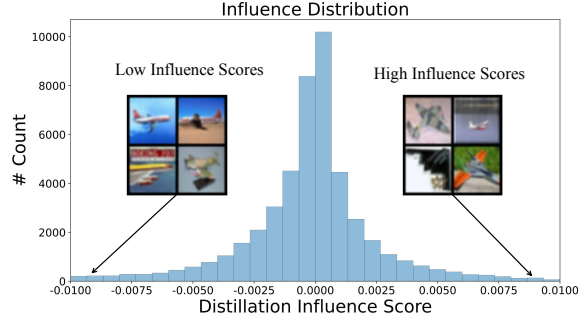 Influence Distribution
Low Influence Scores
High Influence Scores
# Count
10000
8000
6000
4000
2000
0
-0.0100 -0.0075 -0.0050 -0.0025 0.0000 0.0025 0.0050 0.0075 0.0100
Distillation Influence Score